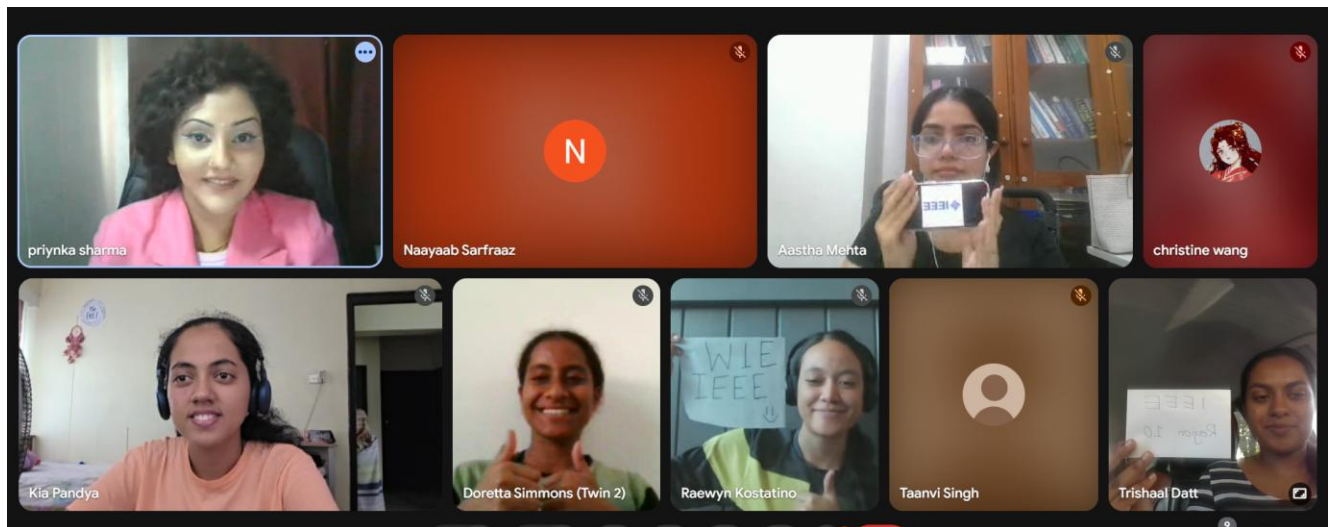 N
IEEE
priynka sharma
Naayaab Sarfraaz
Aastha Mehta
christine wang
WIE
IEEE
IEEE
Region 10
Kia Pandya
Doretta Simmons (Twin 2)
Raewyn Kostatino
Taanvi Singh
Trishaal Datt
9